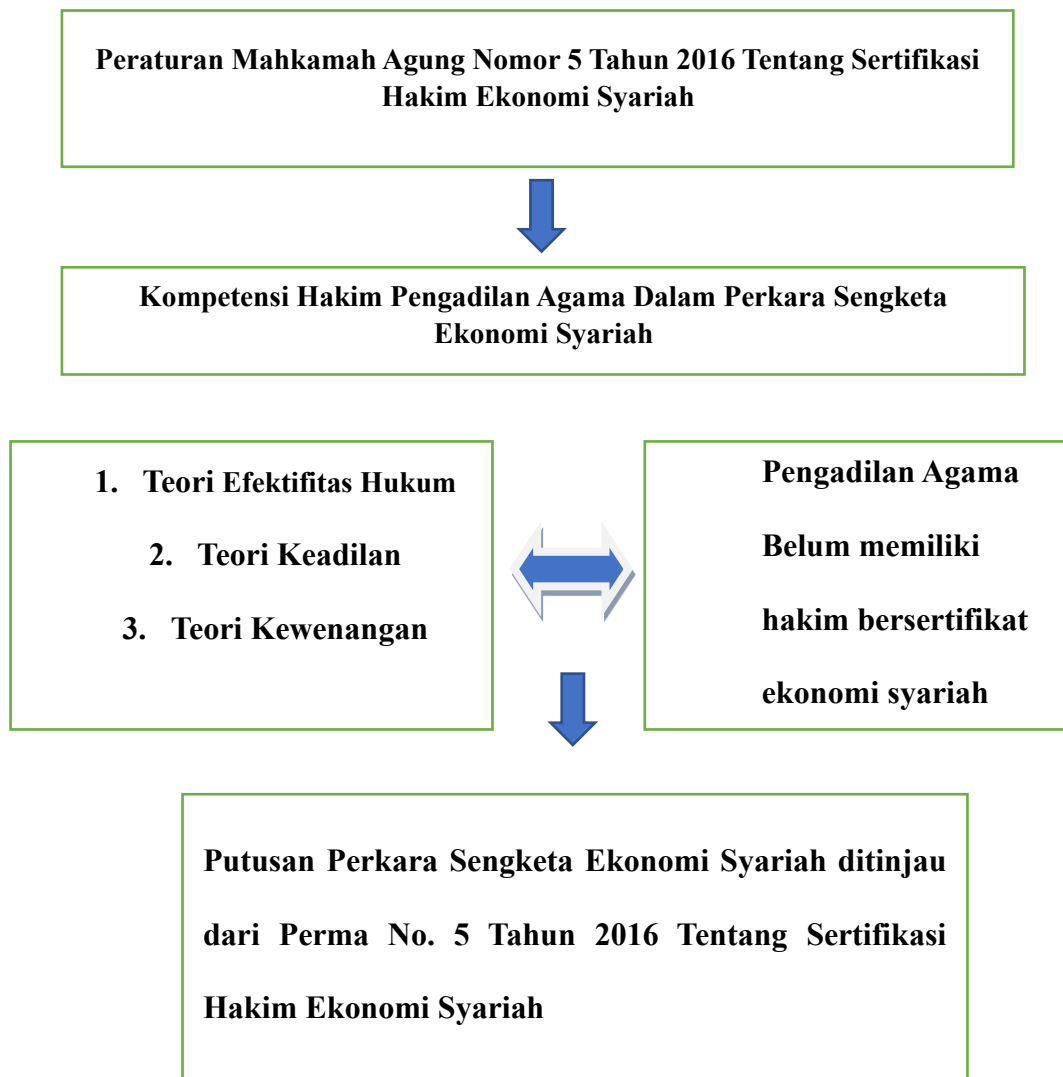 Peraturan Mahkamah Agung Nomor 5 Tahun 2016 Tentang Sertifikasi
Hakim Ekonomi Syariah
Kompetensi Hakim Pengadilan Agama Dalam Perkara Sengketa
Ekonomi Syariah
1. Teori Efektifitas Hukum
2. Teori Keadilan
3. Teori Kewenangan
Pengadilan Agama
Belum memiliki
hakim bersertifikat
ekonomi syariah
Putusan Perkara Sengketa Ekonomi Syariah ditinjau
dari Perma No. 5 Tahun 2016 Tentang Sertifikasi
Hakim Ekonomi Syariah